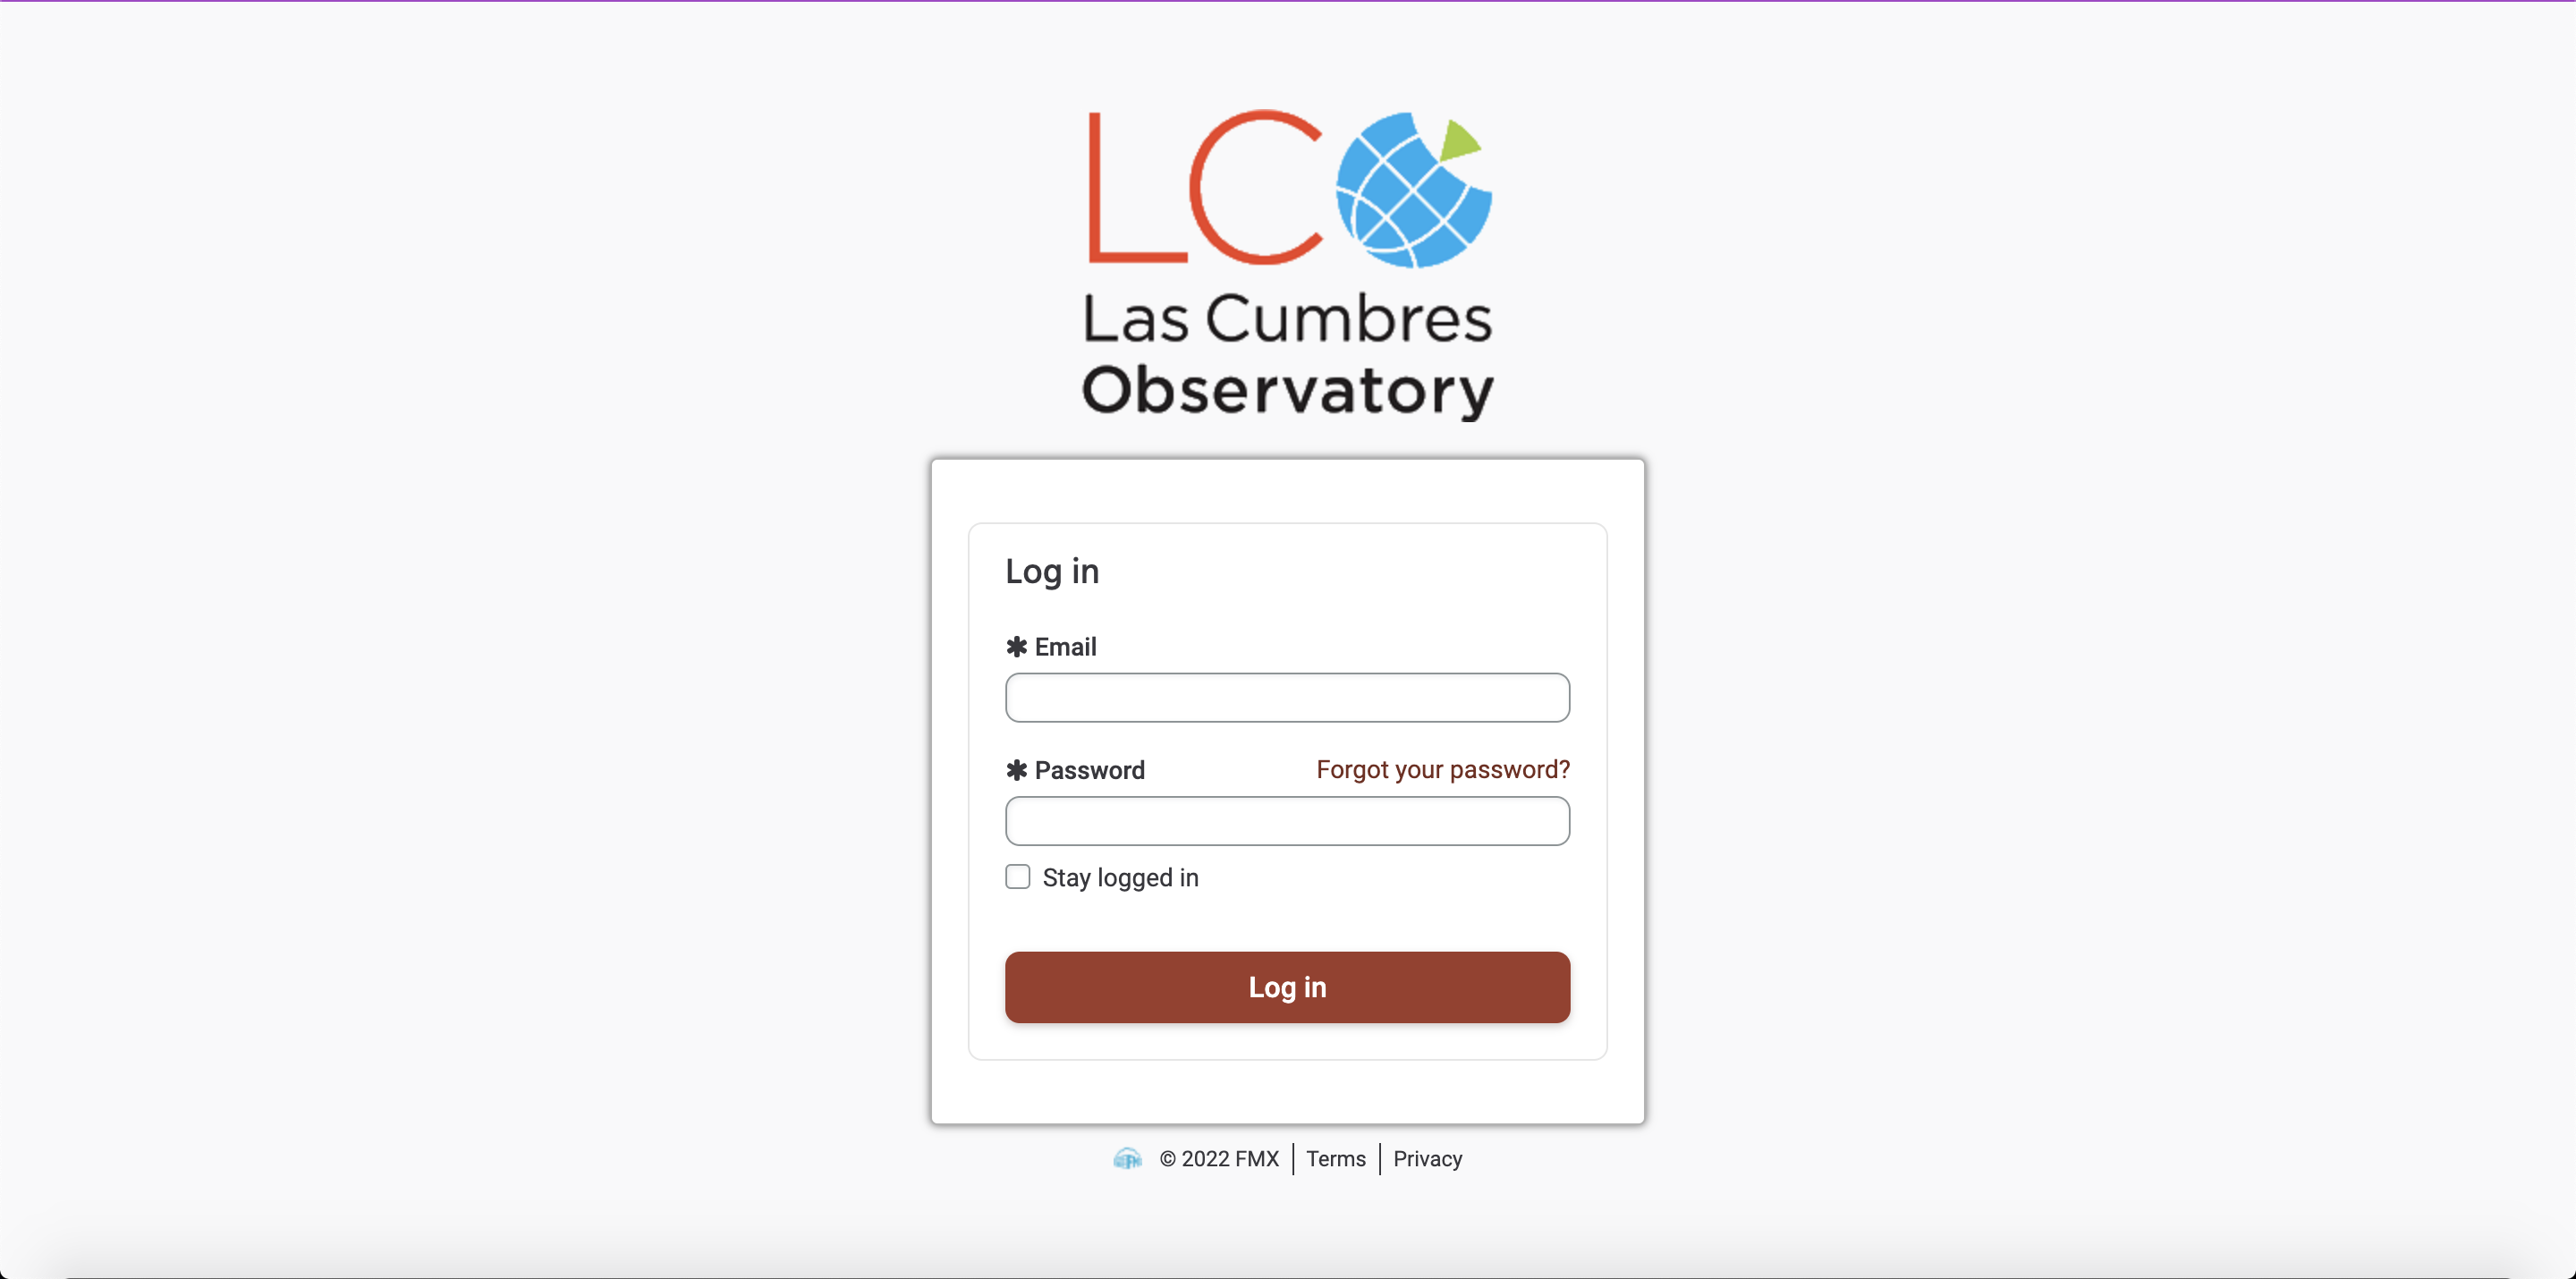 LCO
Las Cumbres
Observatory
Log in
✱ Email
✱ Password Forgot your password?
Stay logged in
Log in
© 2022 FMX | Terms | Privacy